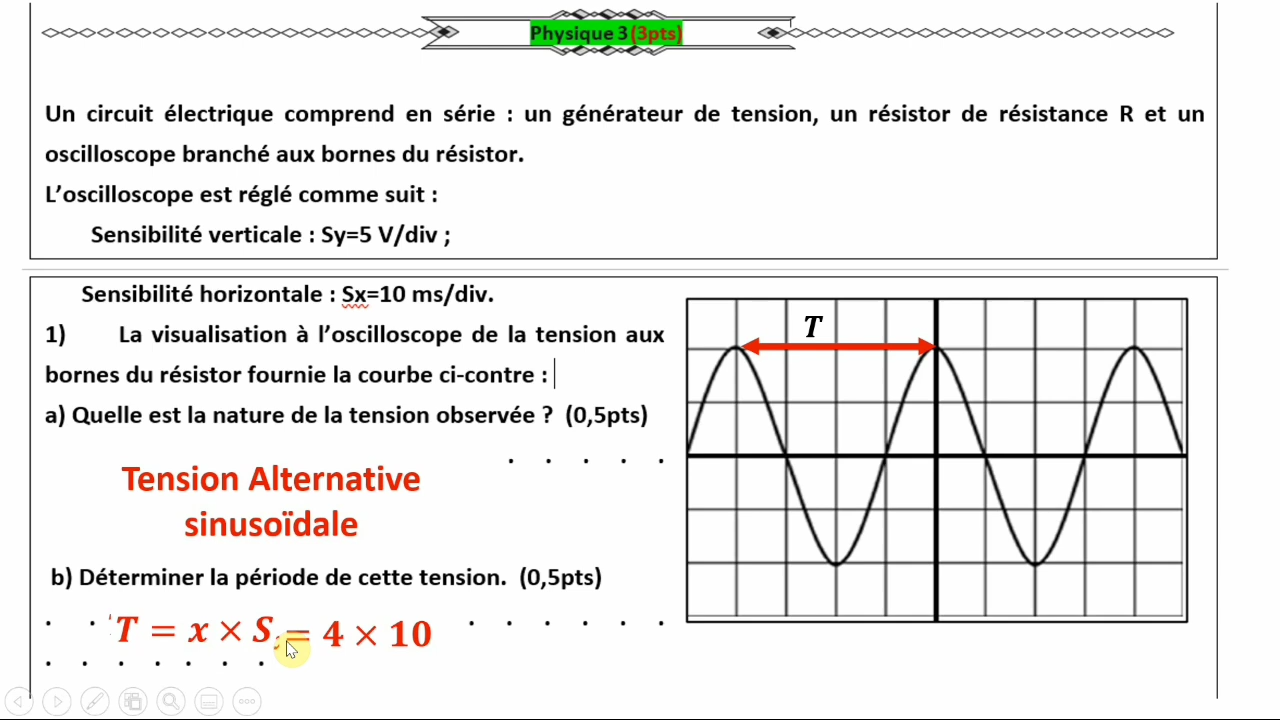 Physique 3 (3pts)
Un circuit électrique comprend en série : un générateur de tension, un résistor de résistance R et un
oscilloscope branché aux bornes du résistor.
L’oscilloscope est réglé comme suit :
Sensibilité verticale : Sy=5 V/div ;
Sensibilité horizontale : Sx=10 ms/div.
1) La visualisation à l’oscilloscope de la tension aux
bornes du résistor fournie la courbe ci-contre :
a) Quelle est la nature de la tension observée ? (0,5pts)
. . . . .
Tension Alternative
sinusoïdale
b) Déterminer la période de cette tension. (0,5pts)
T = x × S = 4 × 10
T